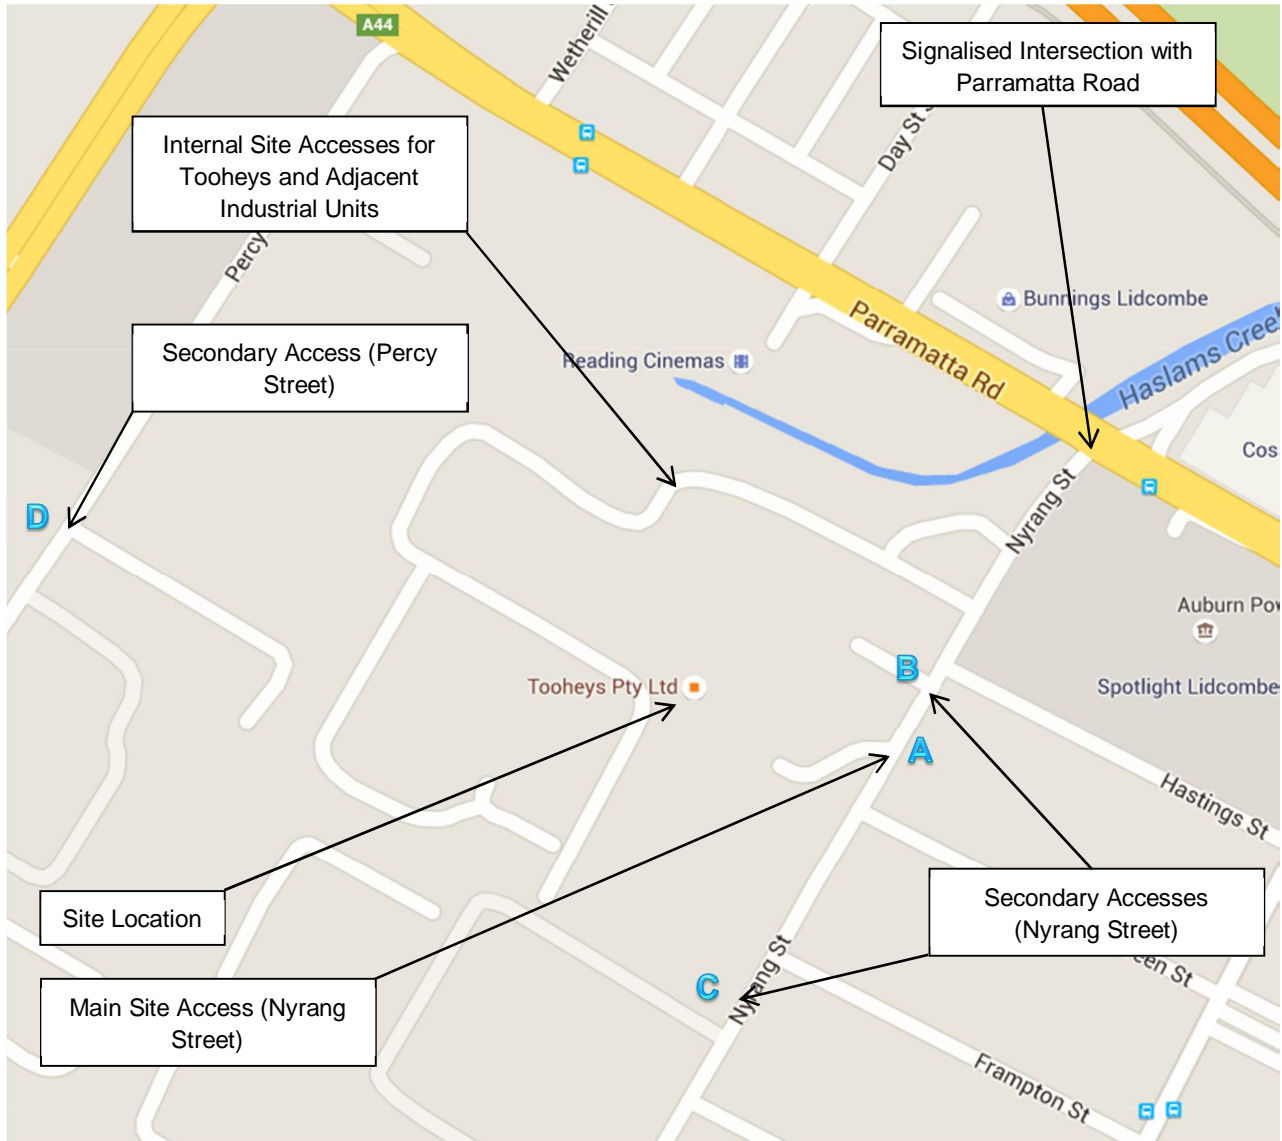 A44
Wetherill
Signalised Intersection with
Parramatta Road
Day St
Internal Site Accesses for
Tooheys and Adjacent
Industrial Units
Percy
Bunnings Lidcombe
Haslams Creek
Secondary Access (Percy
Street)
Reading Cinemas
Parramatta Rd
Cos
D
Nyrang St
Auburn Pow
B
Tooheys Pty Ltd
Spotlight Lidcombe
A
Hastings St
Site Location
Secondary Accesses
(Nyrang Street)
een St
C
Nyrang St
Main Site Access (Nyrang
Street)
Frampton St